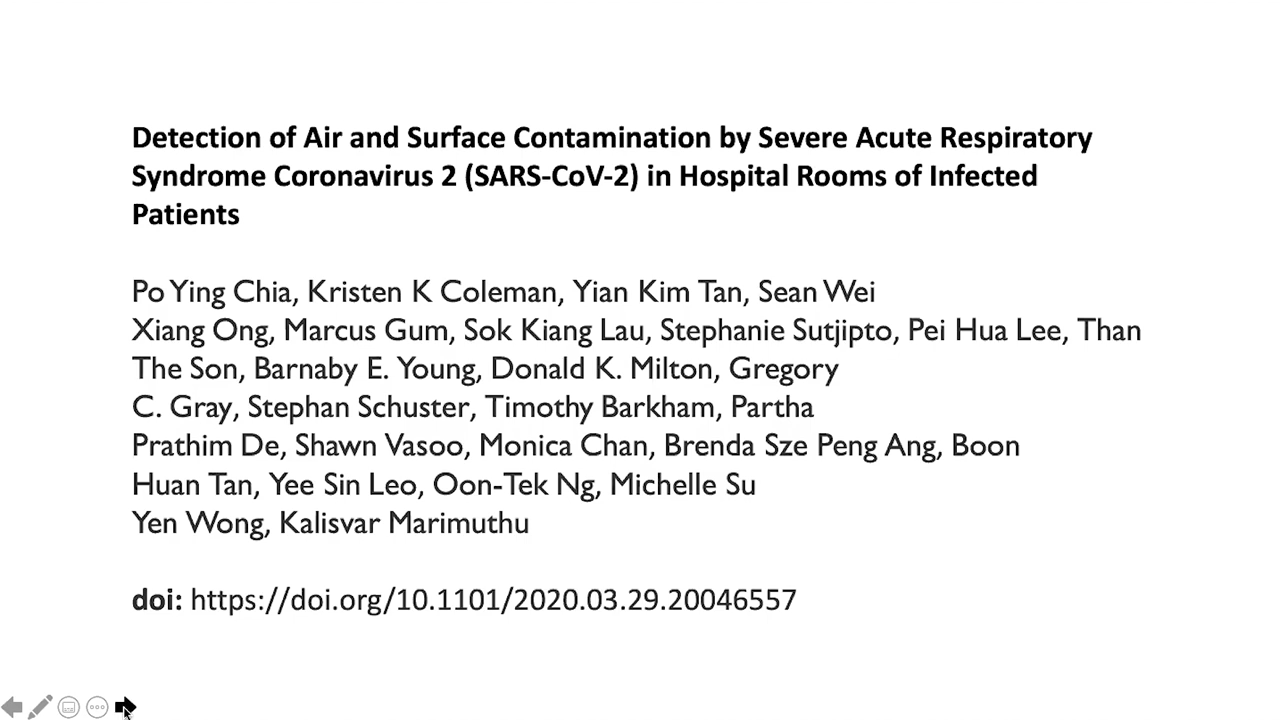 Detection of Air and Surface Contamination by Severe Acute Respiratory
Syndrome Coronavirus 2 (SARS-CoV-2) in Hospital Rooms of Infected
Patients
Po Ying Chia, Kristen K Coleman, Yian Kim Tan, Sean Wei
Xiang Ong, Marcus Gum, Sok Kiang Lau, Stephanie Sutjipto, Pei Hua Lee, Than
The Son, Barnaby E. Young, Donald K. Milton, Gregory
C. Gray, Stephan Schuster, Timothy Barkham, Partha
Prathim De, Shawn Vasoo, Monica Chan, Brenda Sze Peng Ang, Boon
Huan Tan, Yee Sin Leo, Oon-Tek Ng, Michelle Su
Yen Wong, Kalisvar Marimuthu
doi: https://doi.org/10.1101/2020.03.29.20046557